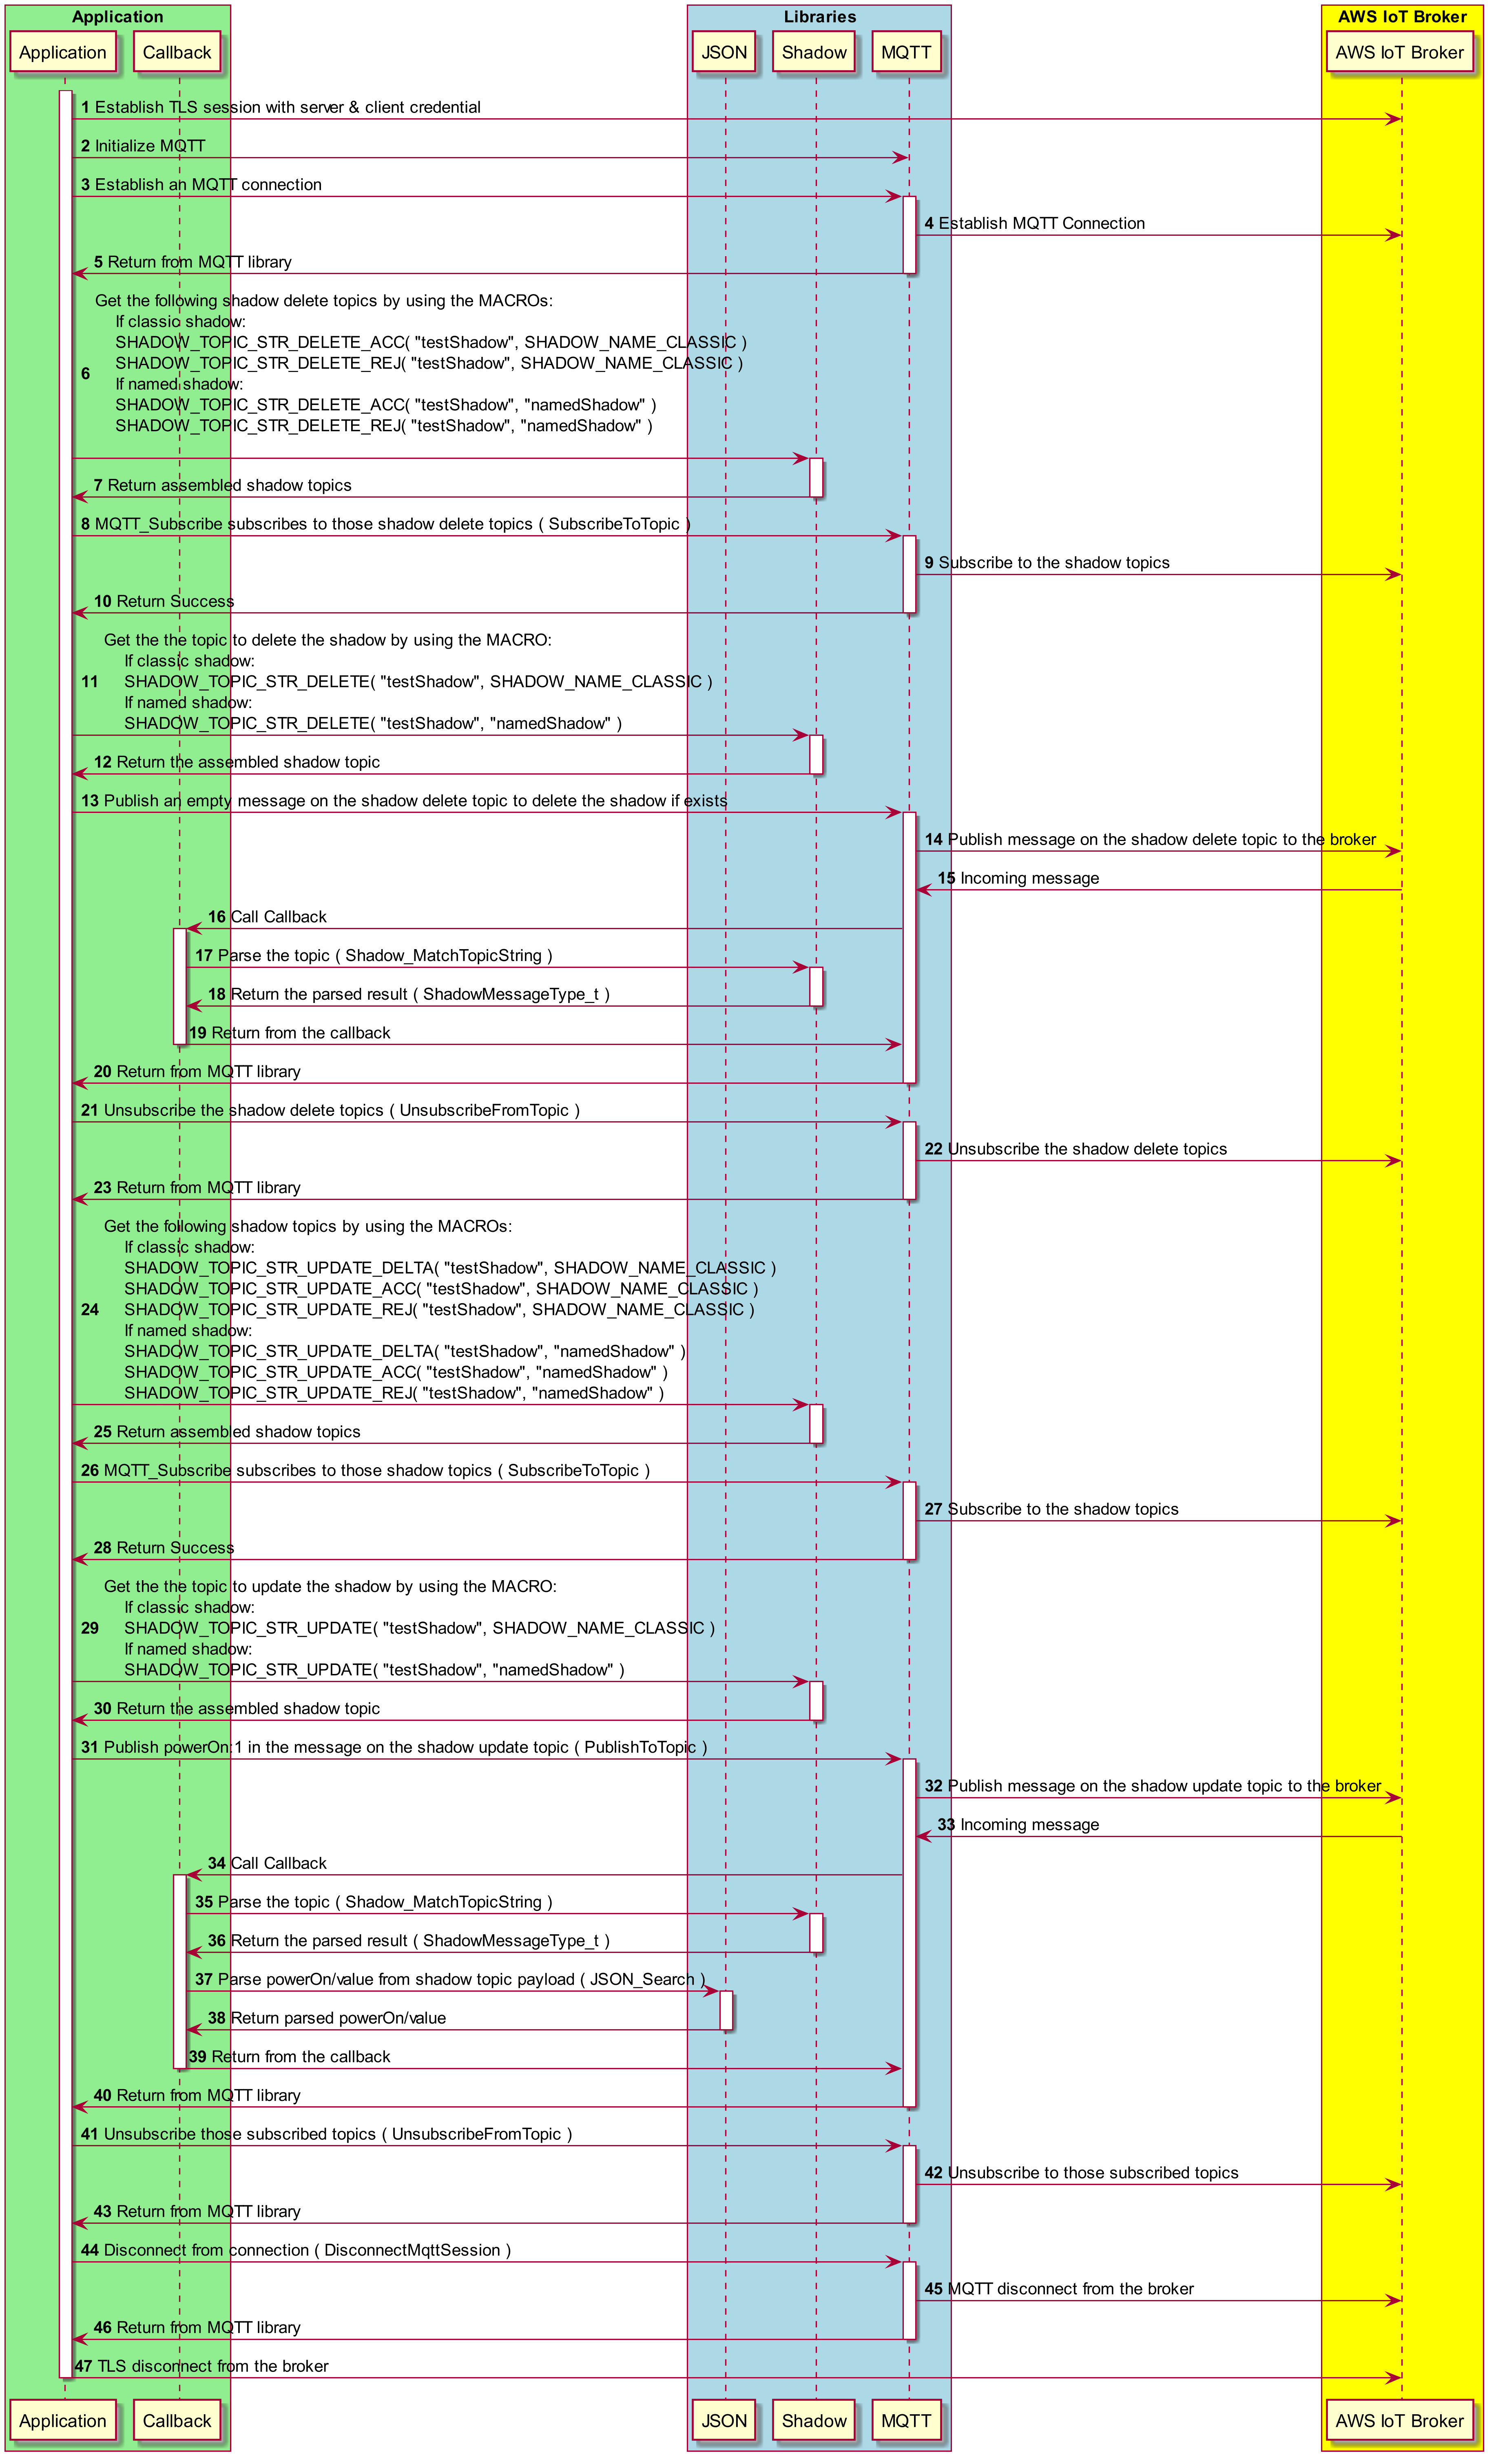 Application
Libraries
AWS IoT Broker
Application
Callback
JSON
Shadow
MQTT
AWS IoT Broker
1 Establish TLS session with server & client credential
2 Initialize MQTT
3 Establish an MQTT connection
4 Establish MQTT Connection
5 Return from MQTT library
Get the following shadow delete topics by using the MACROs:
If classic shadow:
SHADOW_TOPIC_STR_DELETE_ACC( "testShadow", SHADOW_NAME_CLASSIC )
SHADOW_TOPIC_STR_DELETE_REJ( "testShadow", SHADOW_NAME_CLASSIC )
6
If named shadow:
SHADOW_TOPIC_STR_DELETE_ACC( "testShadow", "namedShadow" )
SHADOW_TOPIC_STR_DELETE_REJ( "testShadow", "namedShadow" )
7 Return assembled shadow topics
8 MQTT_Subscribe subscribes to those shadow delete topics ( SubscribeToTopic )
9 Subscribe to the shadow topics
10 Return Success
Get the the topic to delete the shadow by using the MACRO:
If classic shadow:
11 SHADOW_TOPIC_STR_DELETE( "testShadow", SHADOW_NAME_CLASSIC )
If named shadow:
SHADOW_TOPIC_STR_DELETE( "testShadow", "namedShadow" )
12 Return the assembled shadow topic
13 Publish an empty message on the shadow delete topic to delete the shadow if exists
14 Publish message on the shadow delete topic to the broker
15 Incoming message
16 Call Callback
17 Parse the topic ( Shadow_MatchTopicString )
18 Return the parsed result ( ShadowMessageType_t )
19 Return from the callback
20 Return from MQTT library
21 Unsubscribe the shadow delete topics ( UnsubscribeFromTopic )
22 Unsubscribe the shadow delete topics
23 Return from MQTT library
Get the following shadow topics by using the MACROs:
If classic shadow:
SHADOW_TOPIC_STR_UPDATE_DELTA( "testShadow", SHADOW_NAME_CLASSIC )
SHADOW_TOPIC_STR_UPDATE_ACC( "testShadow", SHADOW_NAME_CLASSIC )
24 SHADOW_TOPIC_STR_UPDATE_REJ( "testShadow", SHADOW_NAME_CLASSIC )
If named shadow:
SHADOW_TOPIC_STR_UPDATE_DELTA( "testShadow", "namedShadow" )
SHADOW_TOPIC_STR_UPDATE_ACC( "testShadow", "namedShadow" )
SHADOW_TOPIC_STR_UPDATE_REJ( "testShadow", "namedShadow" )
25 Return assembled shadow topics
26 MQTT_Subscribe subscribes to those shadow topics ( SubscribeToTopic )
27 Subscribe to the shadow topics
28 Return Success
Get the the topic to update the shadow by using the MACRO:
If classic shadow:
29 SHADOW_TOPIC_STR_UPDATE( "testShadow", SHADOW_NAME_CLASSIC )
If named shadow:
SHADOW_TOPIC_STR_UPDATE( "testShadow", "namedShadow" )
30 Return the assembled shadow topic
31 Publish powerOn:1 in the message on the shadow update topic ( PublishToTopic )
32 Publish message on the shadow update topic to the broker
33 Incoming message
34 Call Callback
35 Parse the topic ( Shadow_MatchTopicString )
36 Return the parsed result ( ShadowMessageType_t )
37 Parse powerOn/value from shadow topic payload ( JSON_Search )
38 Return parsed powerOn/value
39 Return from the callback
40 Return from MQTT library
41 Unsubscribe those subscribed topics ( UnsubscribeFromTopic )
42 Unsubscribe to those subscribed topics
43 Return from MQTT library
44 Disconnect from connection ( DisconnectMqttSession )
45 MQTT disconnect from the broker
46 Return from MQTT library
47 TLS disconnect from the broker
Application
Callback
JSON
Shadow
MQTT
AWS IoT Broker